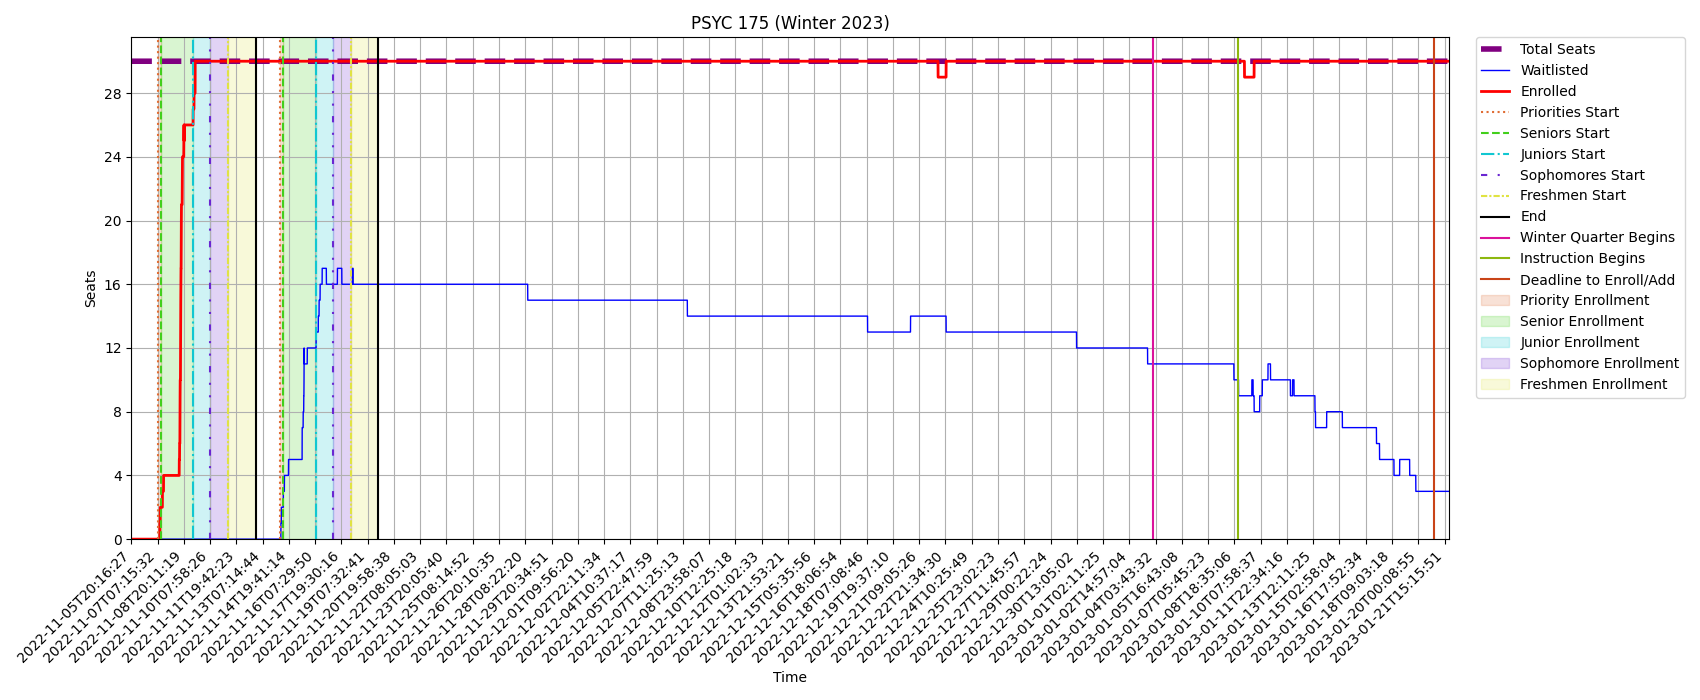 PSYC 175 (Winter 2023)
Seats
28
24
20
16
12
8
4
0
2022-11-05T20:16:27
2022-11-07T07:15:32
2022-11-08T20:11:19
2022-11-10T07:58:26
2022-11-11T19:42:23
2022-11-13T07:14:44
2022-11-14T19:41:14
2022-11-16T07:29:50
2022-11-17T19:30:16
2022-11-19T07:32:41
2022-11-20T19:58:38
2022-11-22T08:05:03
2022-11-23T20:05:40
2022-11-25T08:14:52
2022-11-26T20:10:35
2022-11-28T08:22:20
2022-11-29T20:34:51
2022-12-01T09:56:20
2022-12-02T22:11:34
2022-12-04T10:37:17
2022-12-05T22:47:59
2022-12-07T11:25:13
2022-12-08T23:58:07
2022-12-10T12:25:18
2022-12-12T01:02:33
2022-12-13T21:53:21
2022-12-15T05:35:56
2022-12-16T18:06:54
2022-12-18T07:08:46
2022-12-19T19:37:10
2022-12-21T09:05:26
2022-12-22T21:34:30
2022-12-24T10:25:49
2022-12-25T23:02:23
2022-12-27T11:45:57
2022-12-29T00:22:24
2022-12-30T13:05:02
2023-01-01T02:11:25
2023-01-02T14:57:04
2023-01-04T03:43:32
2023-01-05T16:43:08
2023-01-07T05:45:23
2023-01-08T18:35:06
2023-01-10T07:58:37
2023-01-11T22:34:16
2023-01-13T12:11:25
2023-01-15T02:58:04
2023-01-16T17:52:34
2023-01-18T09:03:18
2023-01-20T00:08:55
2023-01-21T15:15:51
Time
Total Seats
Waitlisted
Enrolled
Priorities Start
Seniors Start
Juniors Start
Sophomores Start
Freshmen Start
End
Winter Quarter Begins
Instruction Begins
Deadline to Enroll/Add
Priority Enrollment
Senior Enrollment
Junior Enrollment
Sophomore Enrollment
Freshmen Enrollment